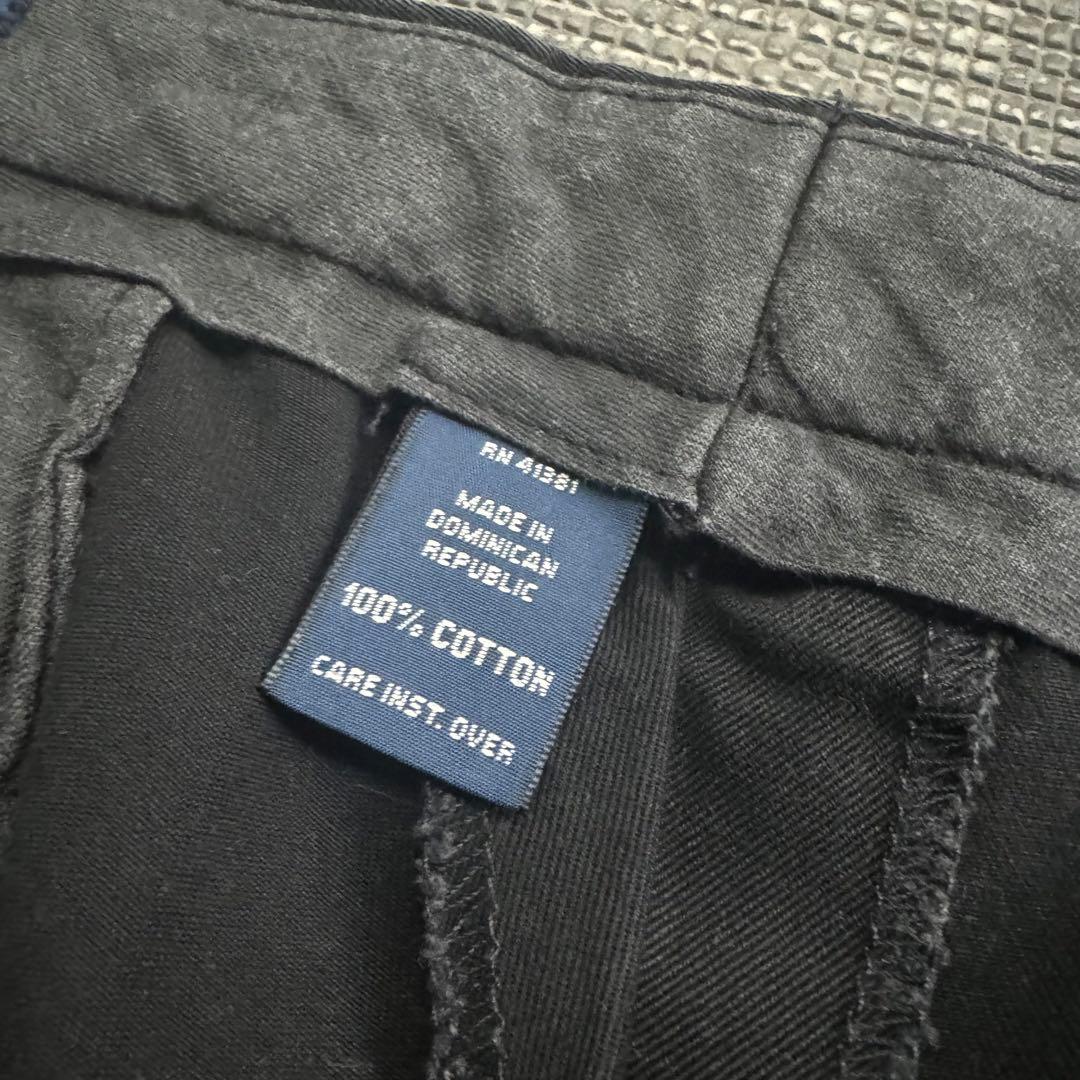 RN 41381
MADE IN
DOMINICAN
REPUBLIC
100% COTTON
CARE INST. OVER